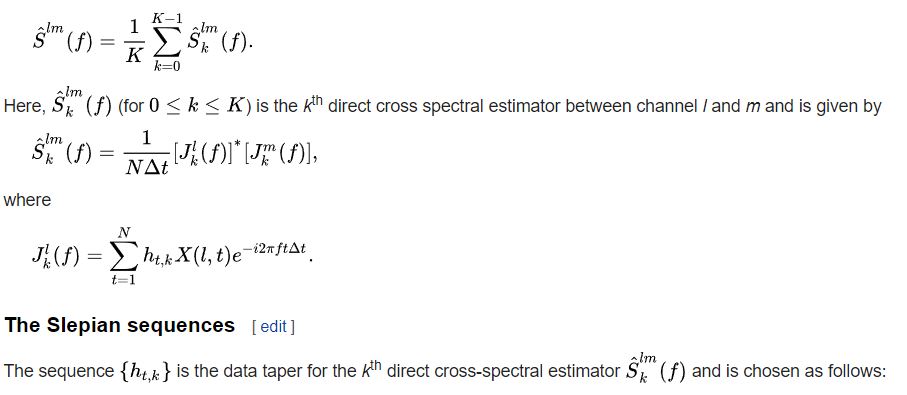 $\hat{S}^{lm}(f) = \frac{1}{K} \sum_{k=0}^{K-1} \hat{S}_k^{lm}(f).$
Here, $\hat{S}_k^{lm}(f)$ (for $0 \leq k \leq K$) is the $k^{\text{th}}$ direct cross spectral estimator between channel l and m and is given by
$\hat{S}_k^{lm}(f) = \frac{1}{N\Delta t} [J_k^l(f)]^* [J_k^m(f)],$
where
$J_k^l(f) = \sum_{t=1}^{N} h_{t,k} X(l,t) e^{-i2\pi ft\Delta t}.$
The Slepian sequences [ edit ]
The sequence $\{h_{t,k}\}$ is the data taper for the $k^{\text{th}}$ direct cross-spectral estimator $\hat{S}_k^{lm}(f)$ and is chosen as follows: